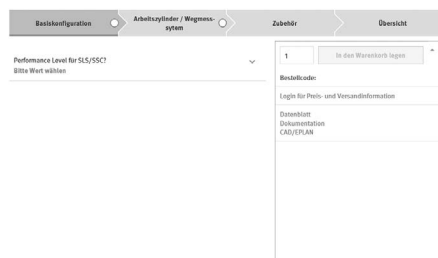 Basiskonfiguration
Arbeitszylinder / Wegmess-
sytem
Zubehör
Übersicht
Performance Level für SLS/SSC?
Bitte Wert wählen
1
In den Warenkorb legen
Bestellcode:
Login für Preis- und Versandinformation
Datenblatt
Dokumentation
CAD/EPLAN